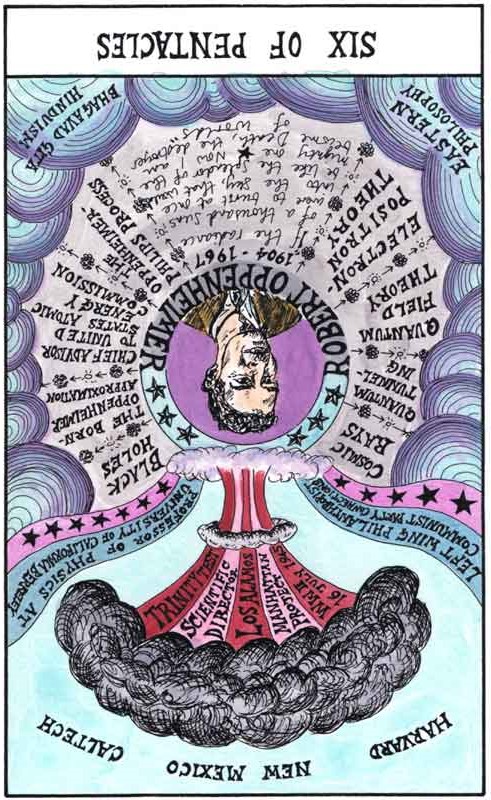 SIX OF PENTACLES
BHAGAVAD GITA
HINDUISM
EASTERN
PHILOSOPHY
If the radiance
of a thousand suns
were to burst at once
into the sky, that would
be like the splendor of the
mighty one. Now I am
become Death, the destroyer
of Worlds.
ROBERT OPPENHEIMER
1904 - 1967
COSMIC
RAYS
QUANTUM
TUNNEL
ING
QUANTUM
FIELD
THEORY
ELECTRON-
POSITRON
THEORY
THE
OPPENHEIMER-
PHILIPS PROCESS
CHIEF ADVISOR
TO UNITED
STATES ATOMIC
ENERGY
COMMISSION
THE BORN-
OPPENHEIMER
APPROXIMATION
BLACK
HOLES
LEFT WING PHILANTHROPIST
COMMUNIST PARTY
PROFESSOR OF PHYSICS AT
UNIVERSITY OF CALIFORNIA, BERKELEY
TRINITY TEST
SCIENTIFIC
DIRECTOR
LOS ALAMOS
MANHATTAN
PROJECT
WWII
16 JULY 1945
HARVARD
NEW MEXICO
CALTECH